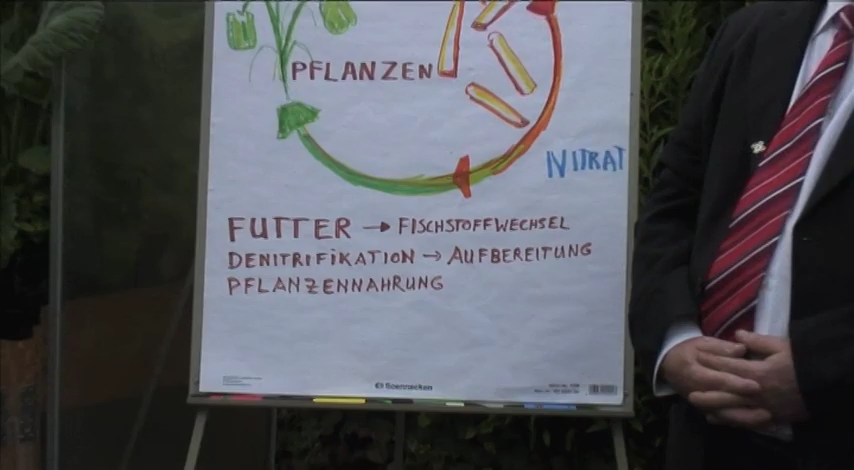 PFLANZEN
NITRAT
FUTTER → FISCHSTOFFWECHSEL
DENITRIFIKATION → AUFBEREITUNG
PFLANZENNAHRUNG
Soennecken